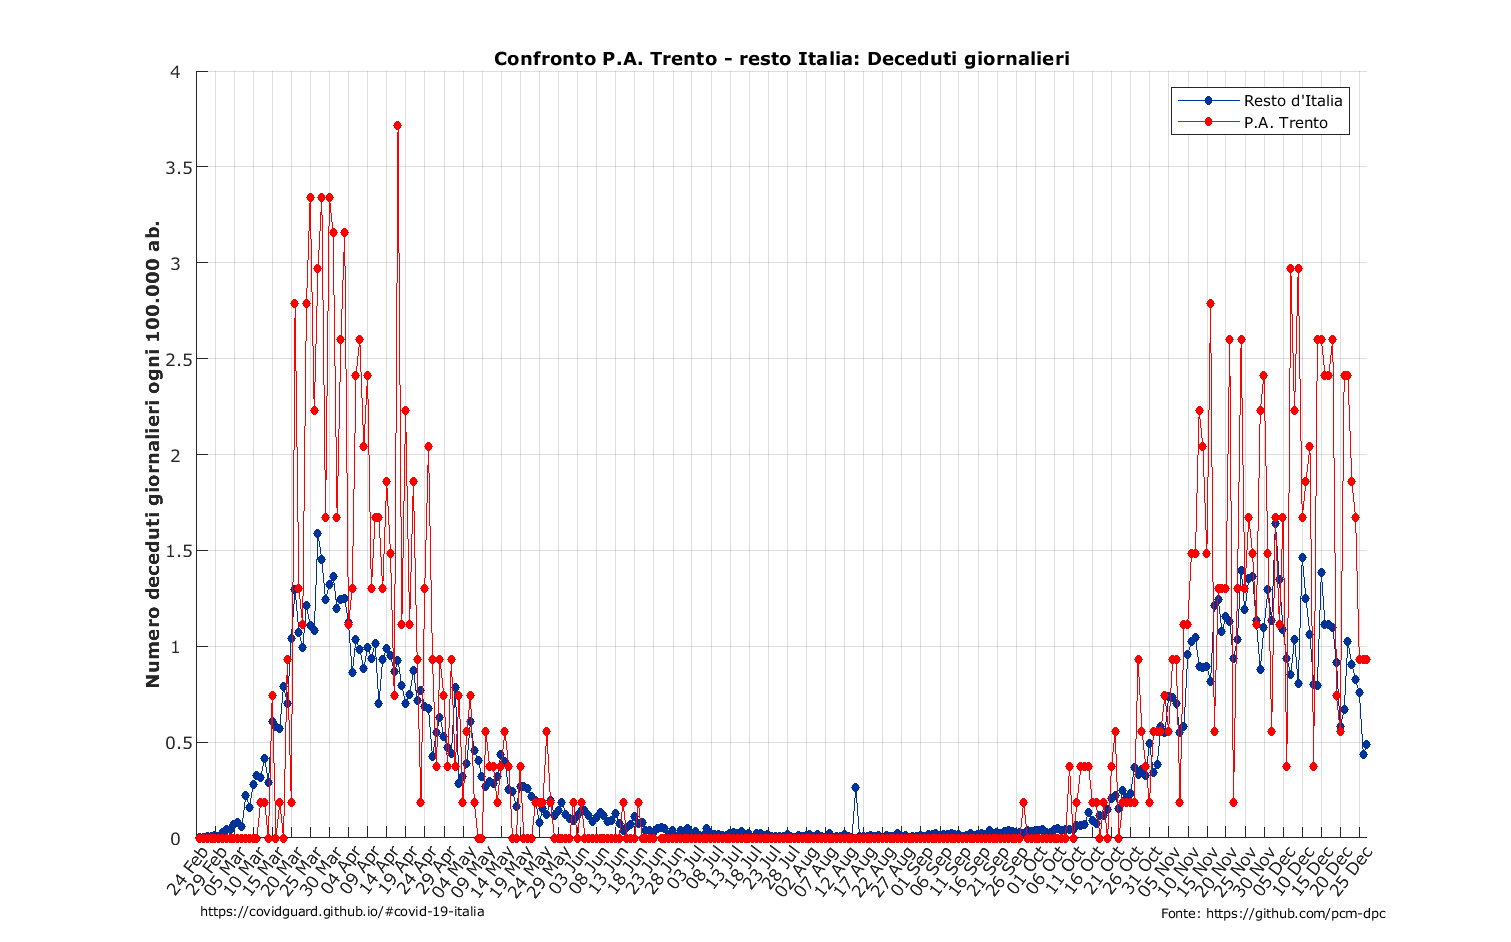 Confronto P.A. Trento - resto Italia: Deceduti giornalieri
Resto d'Italia
P.A. Trento
Numero deceduti giornalieri ogni 100.000 ab.
4
3.5
3
2.5
2
1.5
1
0.5
0
24 Feb
29 Feb
05 Mar
10 Mar
15 Mar
20 Mar
25 Mar
30 Mar
04 Apr
09 Apr
14 Apr
19 Apr
24 Apr
29 Apr
04 May
09 May
14 May
19 May
24 May
29 May
03 Jun
08 Jun
13 Jun
18 Jun
23 Jun
28 Jun
03 Jul
08 Jul
13 Jul
18 Jul
23 Jul
28 Jul
02 Aug
07 Aug
12 Aug
17 Aug
22 Aug
27 Aug
01 Sep
06 Sep
11 Sep
16 Sep
21 Sep
26 Sep
01 Oct
06 Oct
11 Oct
16 Oct
21 Oct
26 Oct
31 Oct
05 Nov
10 Nov
15 Nov
20 Nov
25 Nov
30 Nov
05 Dec
10 Dec
15 Dec
20 Dec
25 Dec
https://covidguard.github.io/#covid-19-italia
Fonte: https://github.com/pcm-dpc